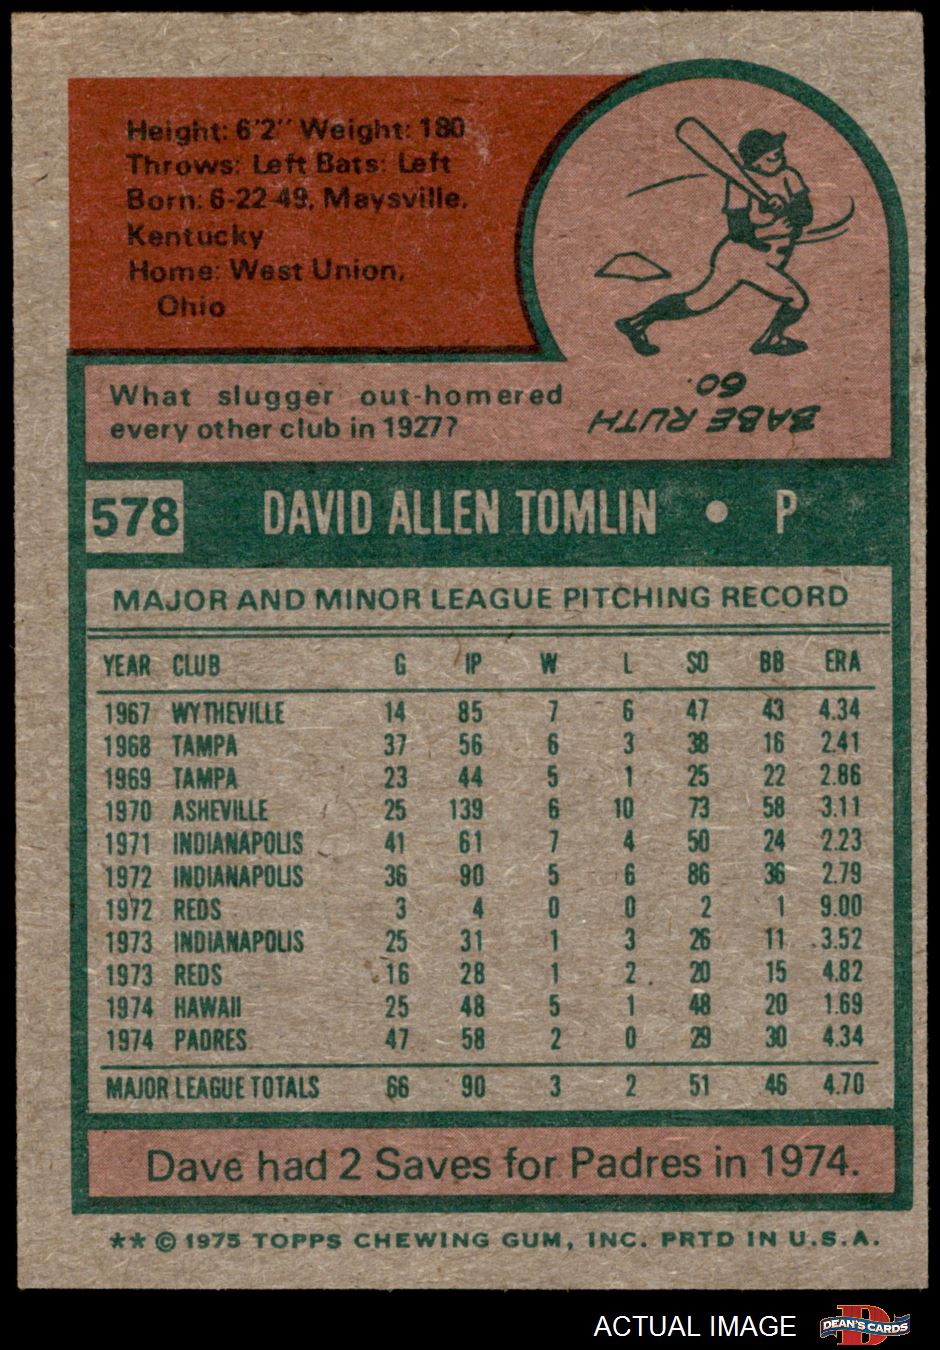 Height: 6'2" Weight: 180
Throws: Left Bats: Left
Born: 6-22-49, Maysville,
Kentucky
Home: West Union,
Ohio
What slugger out-homered
every other club in 1927?
BABE RUTH
60.
578 DAVID ALLEN TOMLIN • P
MAJOR AND MINOR LEAGUE PITCHING RECORD
YEAR CLUB G IP W L SO BB ERA
1967 WYTHEVILLE 14 85 7 6 47 43 4.34
1968 TAMPA 37 56 6 3 38 16 2.41
1969 TAMPA 23 44 5 1 25 22 2.86
1970 ASHEVILLE 25 139 6 10 73 58 3.11
1971 INDIANAPOLIS 41 61 7 4 50 24 2.23
1972 INDIANAPOLIS 36 90 5 6 86 36 2.79
1972 REDS 3 4 0 0 2 1 9.00
1973 INDIANAPOLIS 25 31 1 3 26 11 3.52
1973 REDS 16 28 1 2 20 15 4.82
1974 HAWAII 25 48 5 1 48 20 1.69
1974 PADRES 47 58 2 0 29 30 4.34
MAJOR LEAGUE TOTALS 66 90 3 2 51 46 4.70
Dave had 2 Saves for Padres in 1974.
** © 1975 TOPPS CHEWING GUM, INC. PRTD IN U.S.A.
ACTUAL IMAGE DEAN'S CARDS